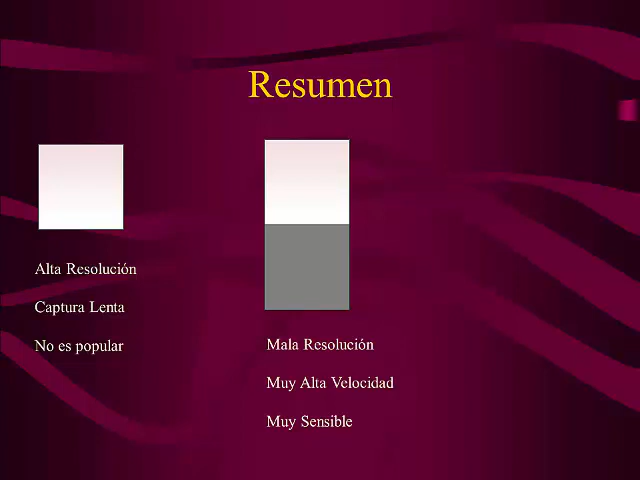 Resumen
Alta Resolución
Captura Lenta
No es popular
Mala Resolución
Muy Alta Velocidad
Muy Sensible